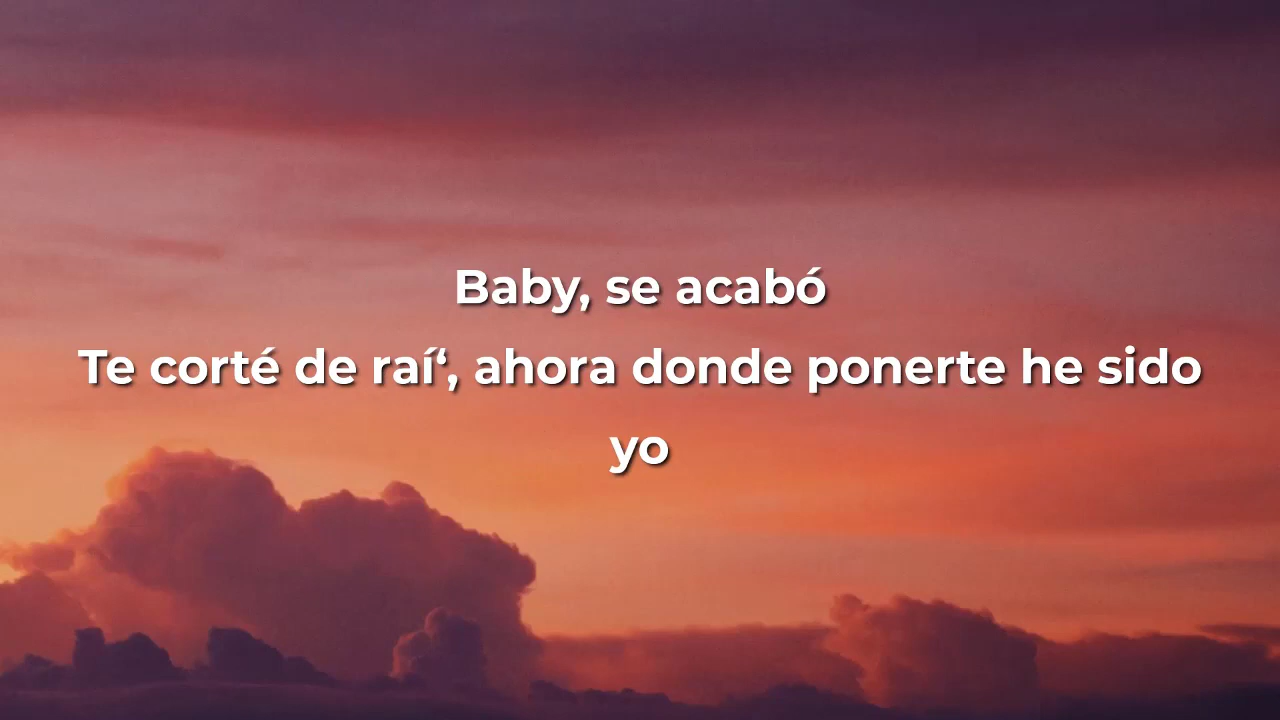 Baby, se acabó
Te corté de raí‘, ahora donde ponerte he sido
yo